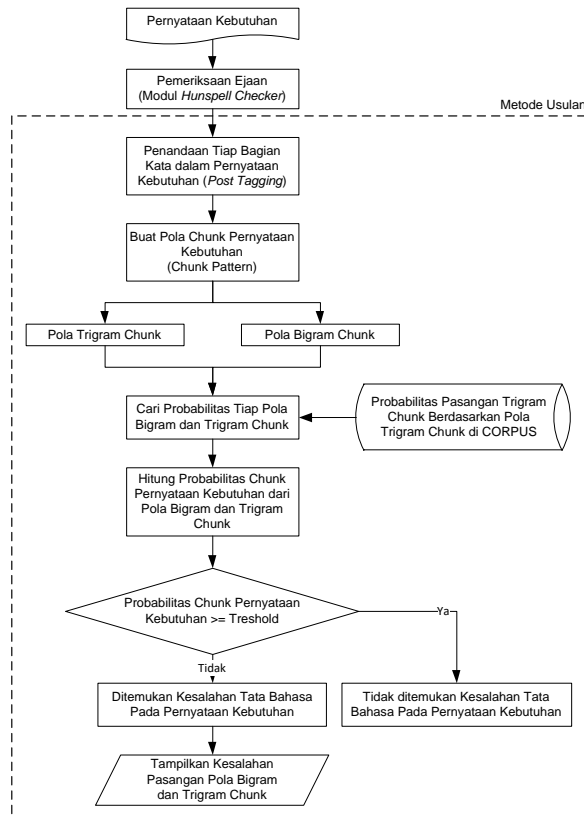 Pernyataan Kebutuhan
Pemeriksaan Ejaan
(Modul Hunspell Checker)
Metode Usulan
Penandaan Tiap Bagian
Kata dalam Pernyataan
Kebutuhan (Post Tagging)
Buat Pola Chunk Pernyataan
Kebutuhan
(Chunk Pattern)
Pola Trigram Chunk
Pola Bigram Chunk
Cari Probabilitas Tiap Pola
Bigram dan Trigram Chunk
Probabilitas Pasangan Trigram
Chunk Berdasarkan Pola
Trigram Chunk di CORPUS
Hitung Probabilitas Chunk
Pernyataan Kebutuhan dari
Pola Bigram dan Trigram
Chunk
Probabilitas Chunk Pernyataan
Kebutuhan >= Treshold
Ya
Tidak
Ditemukan Kesalahan Tata Bahasa
Pada Pernyataan Kebutuhan
Tidak ditemukan Kesalahan Tata
Bahasa Pada Pernyataan Kebutuhan
Tampilkan Kesalahan
Pasangan Pola Bigram
dan Trigram Chunk